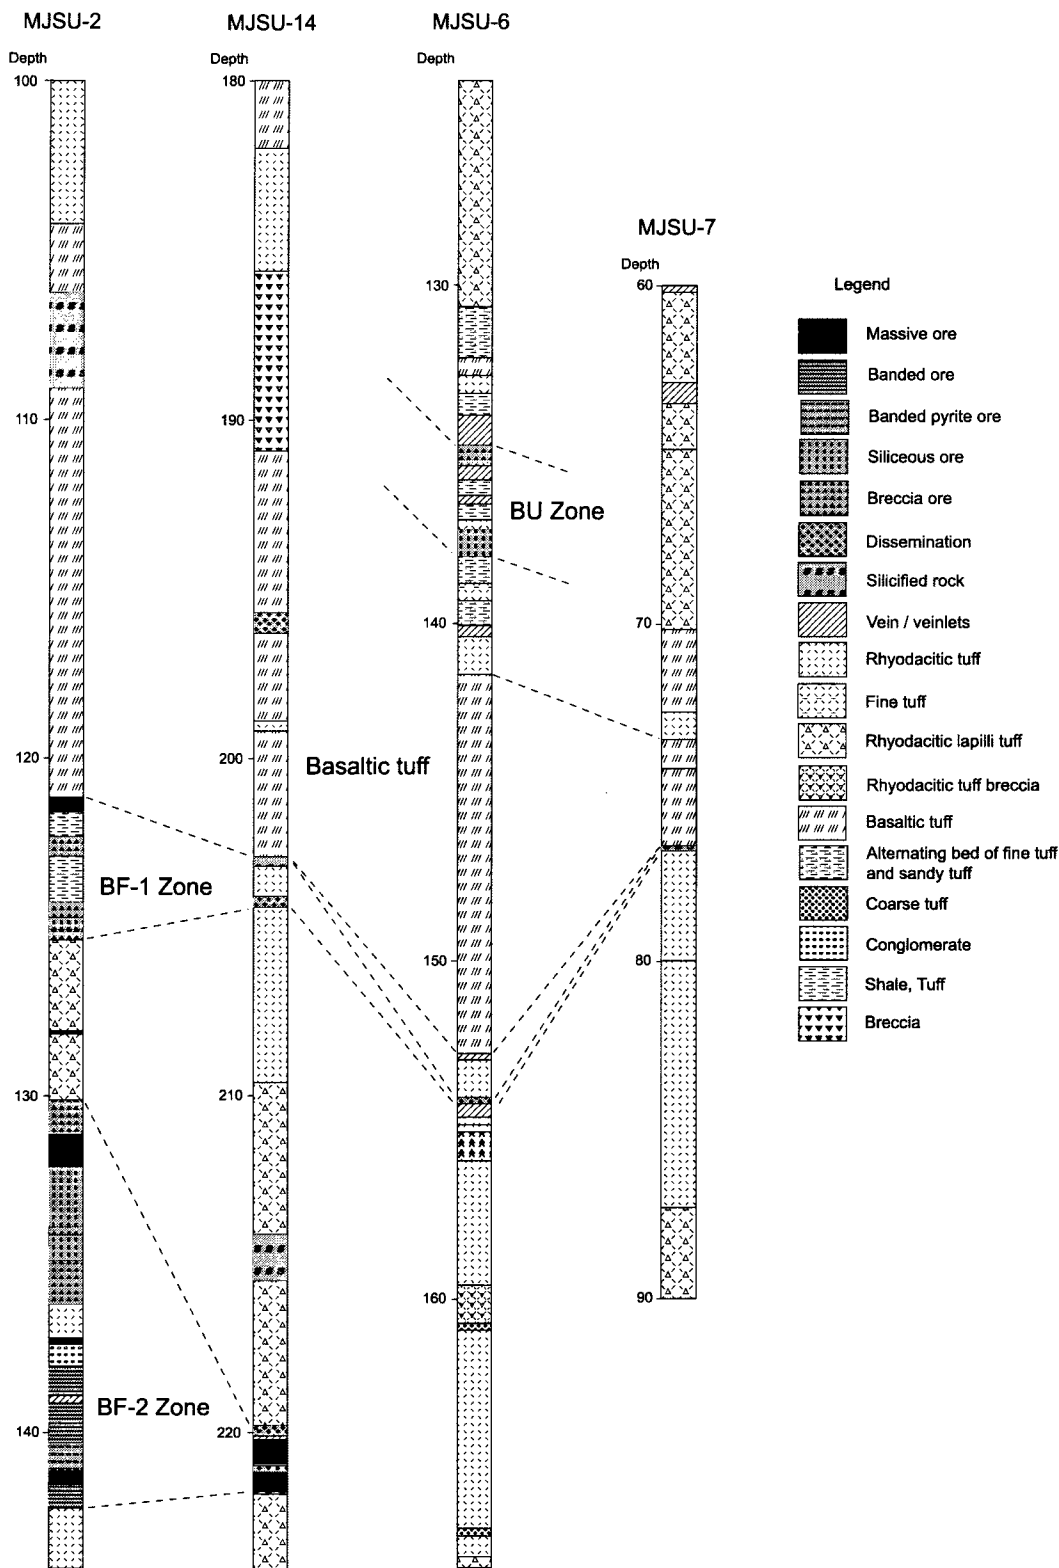 MJSU-2
MJSU-14
MJSU-6
Depth
Depth
Depth
100
180
110
120
130
140
190
200
210
220
130
140
150
160
MJSU-7
Depth
60
70
80
90
BU Zone
Basaltic tuff
BF-1 Zone
BF-2 Zone
Legend
Massive ore
Banded ore
Banded pyrite ore
Siliceous ore
Breccia ore
Dissemination
Silicified rock
Vein / veinlets
Rhyodacitic tuff
Fine tuff
Rhyodacitic lapilli tuff
Rhyodacitic tuff breccia
Basaltic tuff
Alternating bed of fine tuff
and sandy tuff
Coarse tuff
Conglomerate
Shale, Tuff
Breccia